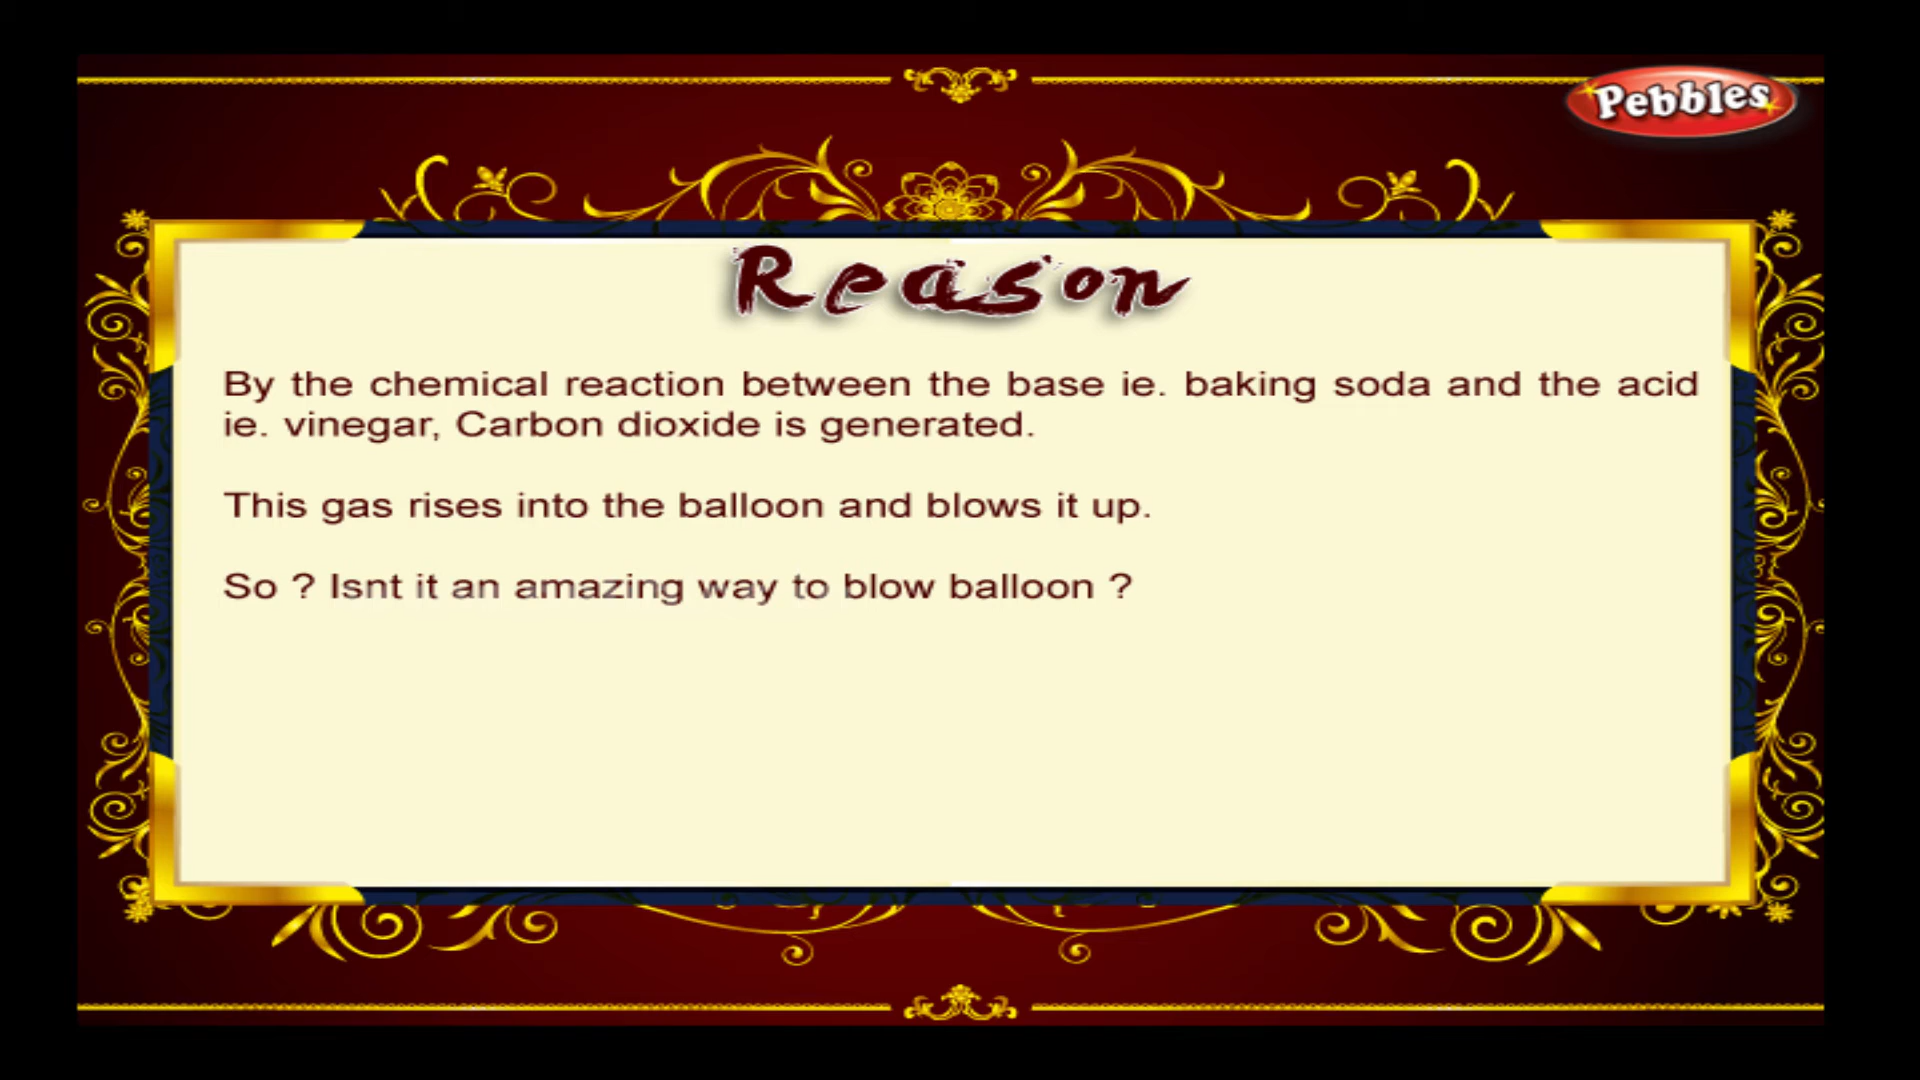 Pebbles
Reason
By the chemical reaction between the base ie. baking soda and the acid
ie. vinegar, Carbon dioxide is generated.
This gas rises into the balloon and blows it up.
So ? Isnt it an amazing way to blow balloon ?